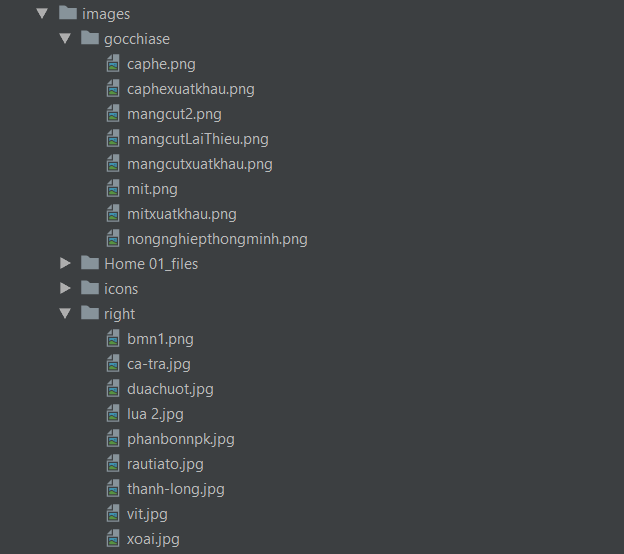 images
gocchiase
caphe.png
caphexuatkhau.png
mangcut2.png
mangcutLaiThieu.png
mangcutxuatkhau.png
mit.png
mitxuatkhau.png
nongnghiepthongminh.png
Home 01_files
icons
right
bmn1.png
ca-tra.jpg
duachuot.jpg
lua 2.jpg
phanbonnpk.jpg
rautiato.jpg
thanh-long.jpg
vit.jpg
xoai.jpg